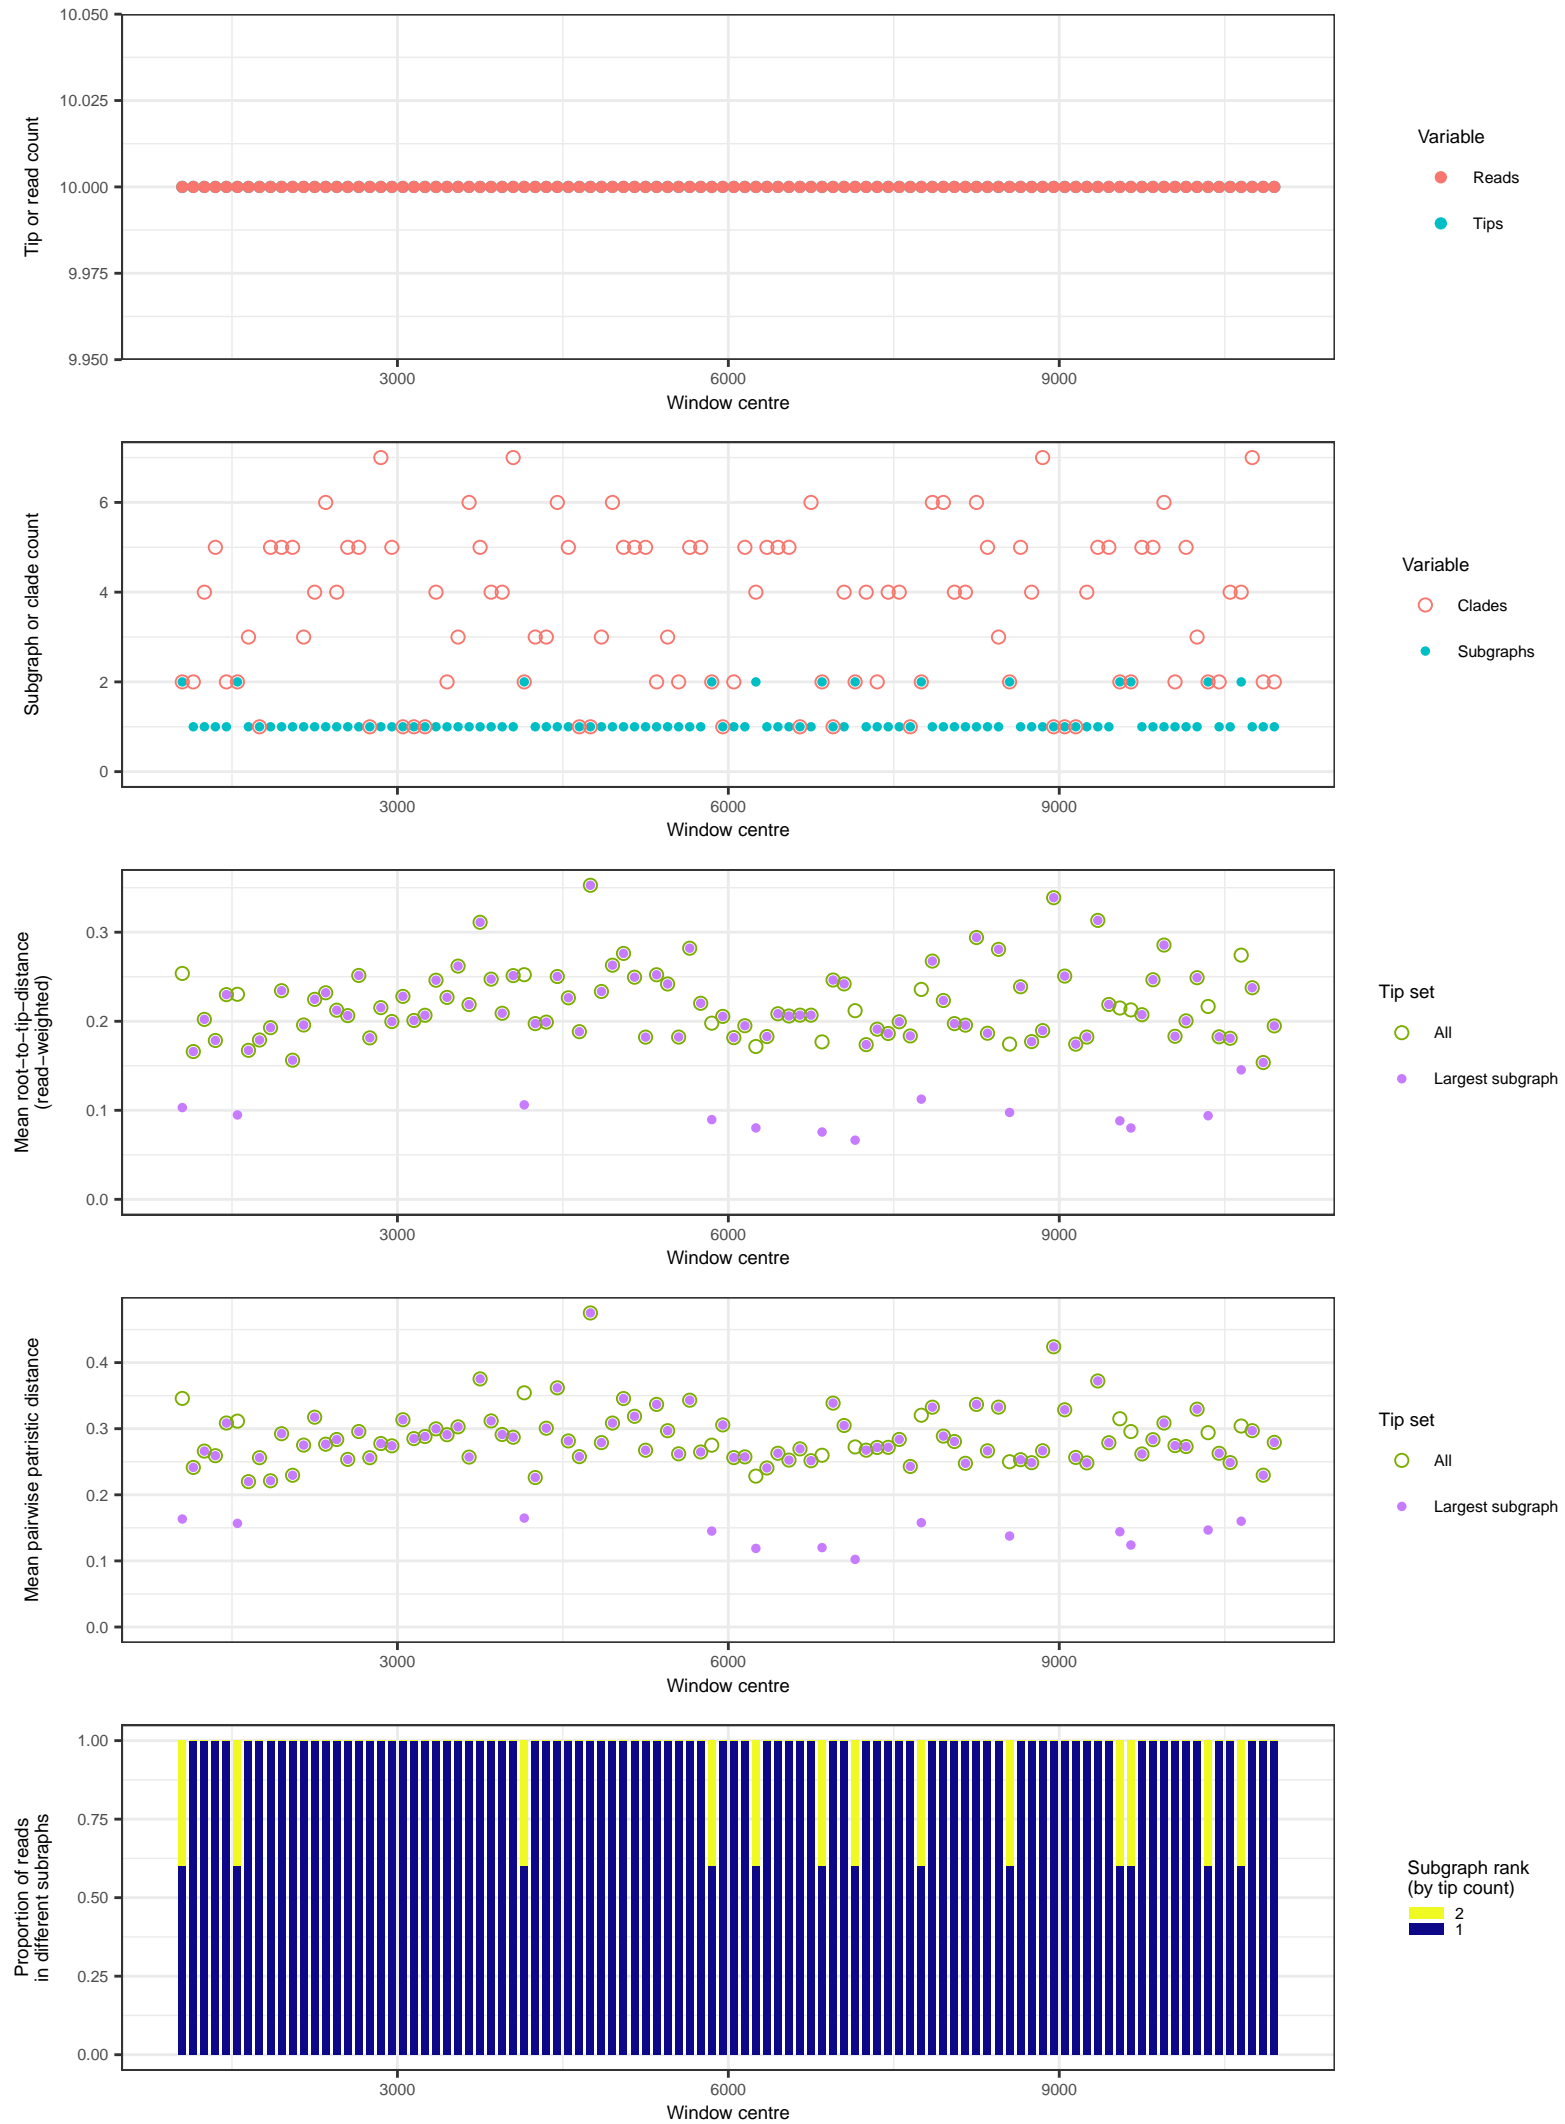 10.050
10.025
10.000
9.975
9.950
Tip or read count
3000 6000 9000
Window centre
Variable
Reads
Tips
6
4
2
0
Subgraph or clade count
3000 6000 9000
Window centre
Variable
Clades
Subgraphs
0.3
0.2
0.1
0.0
Mean root−to−tip−distance
(read−weighted)
3000 6000 9000
Window centre
Tip set
All
Largest subgraph
0.4
0.3
0.2
0.1
0.0
Mean pairwise patristic distance
3000 6000 9000
Window centre
Tip set
All
Largest subgraph
1.00
0.75
0.50
0.25
0.00
Proportion of reads
in different subraphs
3000 6000 9000
Window centre
Subgraph rank
(by tip count)
2
1